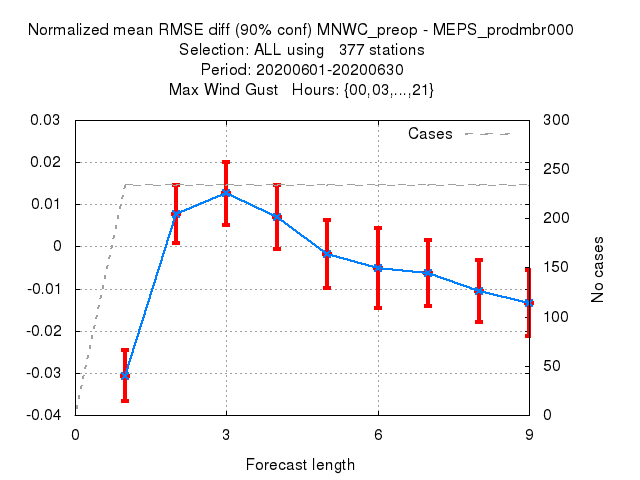 Normalized mean RMSE diff (90% conf) MNWC_preop - MEPS_prodmbr000
Selection: ALL using 377 stations
Period: 20200601-20200630
Max Wind Gust Hours: {00,03,...,21}
0.03
0.02
0.01
0
-0.01
-0.02
-0.03
-0.04
Cases
300
250
200
150
100
50
0
No cases
0 3 6 9
Forecast length